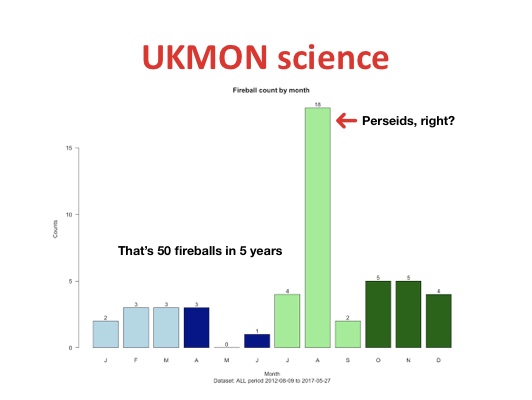 UKMON science
Fireball count by month
18
Perseids, right?
15
10
Counts
That's 50 fireballs in 5 years
5
0
2
3
3
3
0
1
4
2
5
5
4
J F M A M J J A S O N D
Month
Dataset: ALL period 2012-08-09 to 2017-05-27